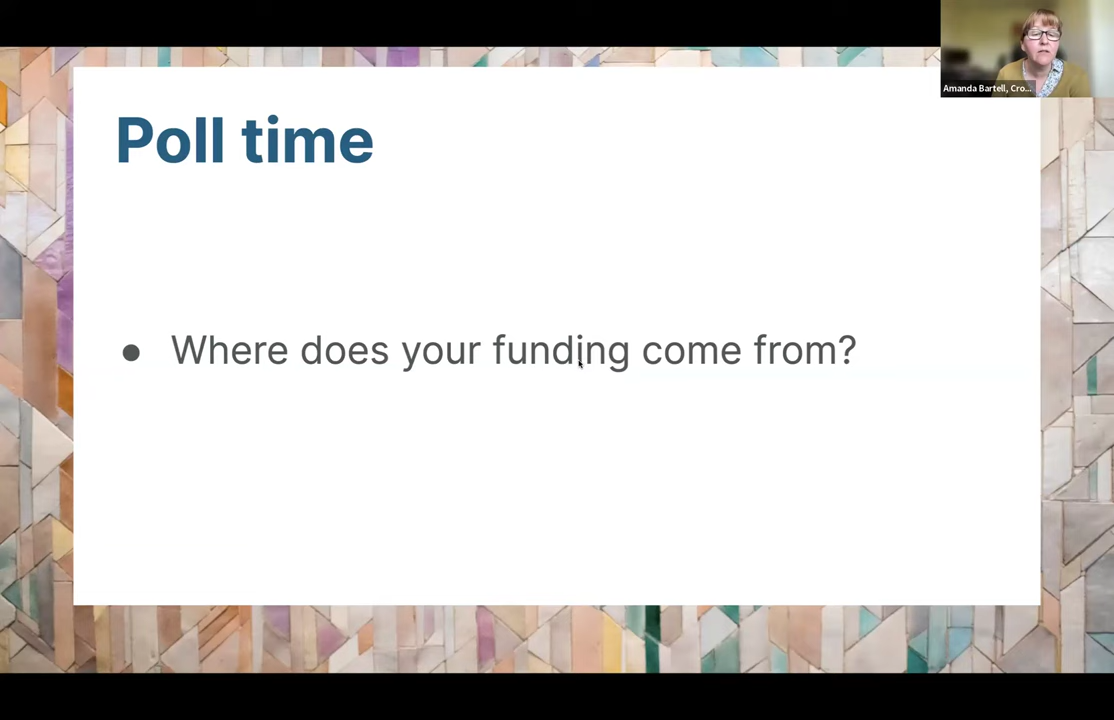 Amanda Bartell, Cro...
Poll time
● Where does your funding come from?